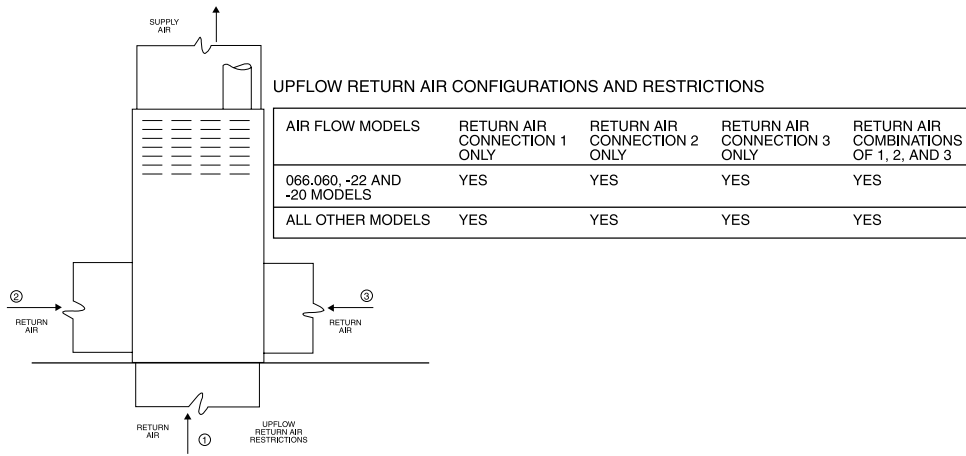 SUPPLY
AIR
UPFLOW RETURN AIR CONFIGURATIONS AND RESTRICTIONS
AIR FLOW MODELS
RETURN AIR
CONNECTION 1
ONLY
RETURN AIR
CONNECTION 2
ONLY
RETURN AIR
CONNECTION 3
ONLY
RETURN AIR
COMBINATIONS
OF 1, 2, AND 3
066.060, -22 AND
-20 MODELS
YES
YES
YES
YES
ALL OTHER MODELS
YES
YES
YES
YES
②
RETURN
AIR
③
RETURN
AIR
RETURN
AIR
①
UPFLOW
RETURN AIR
RESTRICTIONS